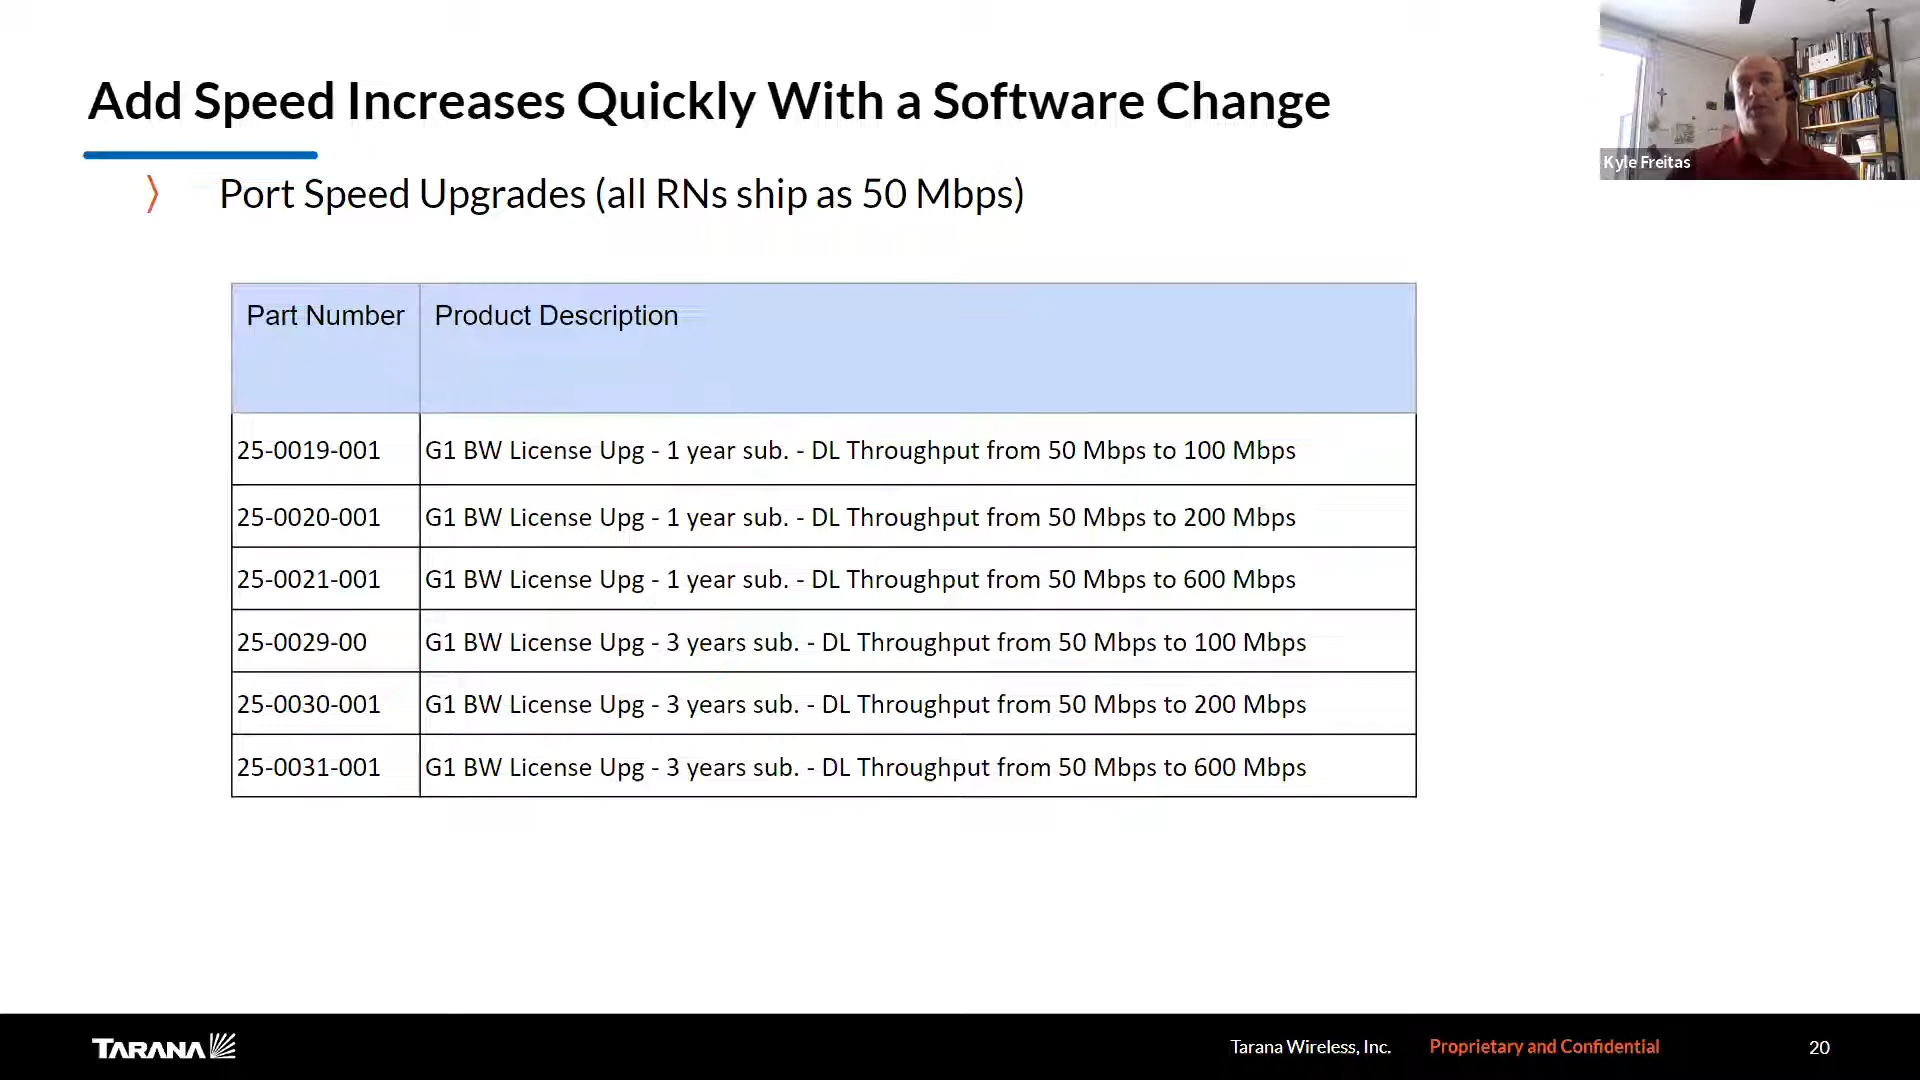 Add Speed Increases Quickly With a Software Change
Port Speed Upgrades (all RNs ship as 50 Mbps)
Kyle Freitas
Part Number Product Description
25-0019-001 G1 BW License Upg - 1 year sub. - DL Throughput from 50 Mbps to 100 Mbps
25-0020-001 G1 BW License Upg - 1 year sub. - DL Throughput from 50 Mbps to 200 Mbps
25-0021-001 G1 BW License Upg - 1 year sub. - DL Throughput from 50 Mbps to 600 Mbps
25-0029-00 G1 BW License Upg - 3 years sub. - DL Throughput from 50 Mbps to 100 Mbps
25-0030-001 G1 BW License Upg - 3 years sub. - DL Throughput from 50 Mbps to 200 Mbps
25-0031-001 G1 BW License Upg - 3 years sub. - DL Throughput from 50 Mbps to 600 Mbps
TARANA Tarana Wireless, Inc. Proprietary and Confidential 20